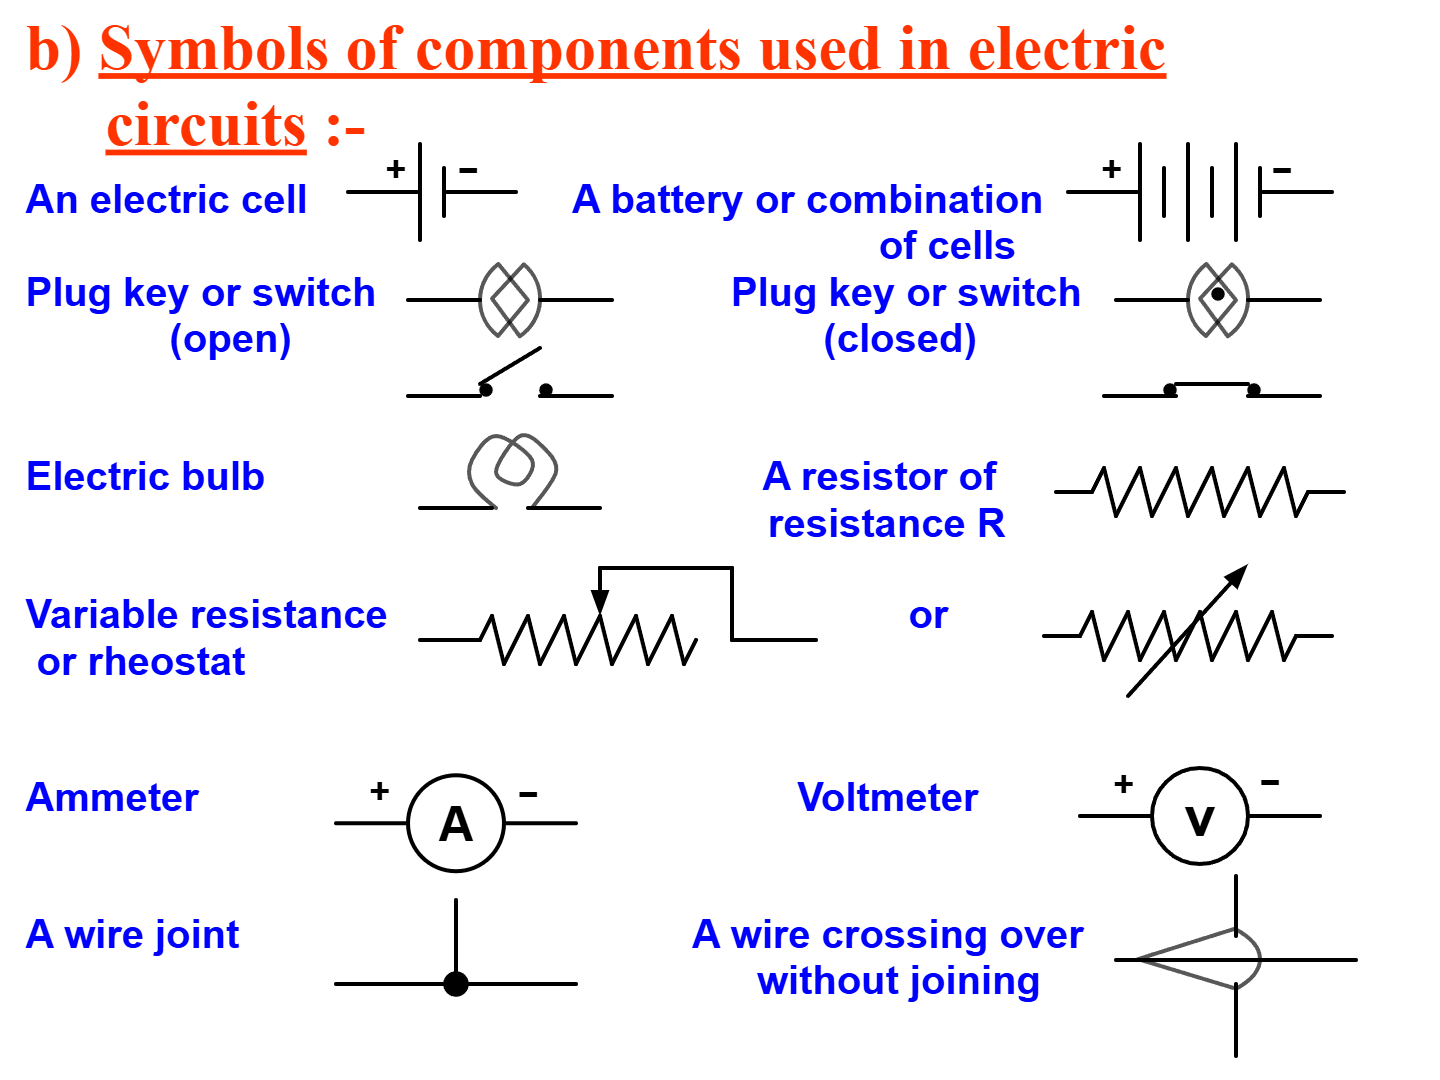 b) Symbols of components used in electric
circuits :-
An electric cell + −
A battery or combination + −
of cells
Plug key or switch
(open)
Plug key or switch
(closed)
Electric bulb
A resistor of
resistance R
Variable resistance
or rheostat
or
Ammeter + A −
Voltmeter + v −
A wire joint
A wire crossing over
without joining